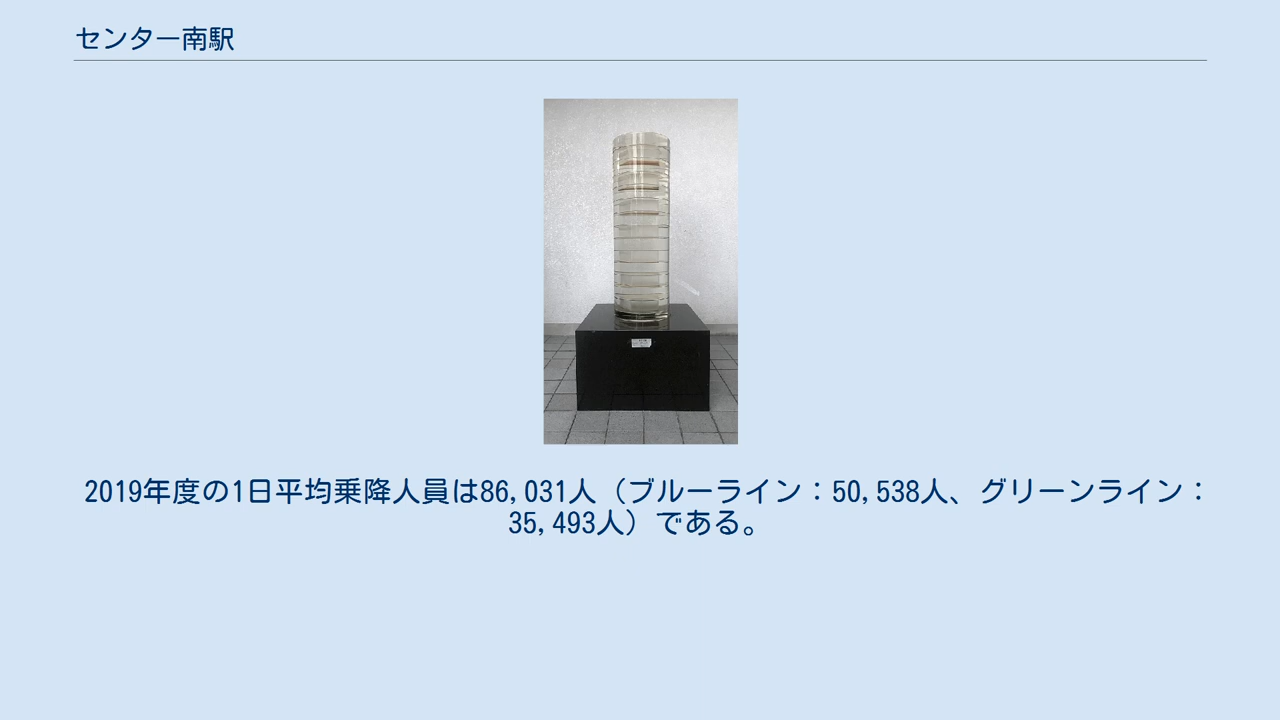 センター南駅
2019年度の1日平均乗降人員は86,031人（ブルーライン：50,538人、グリーンライン：
35,493人）である。